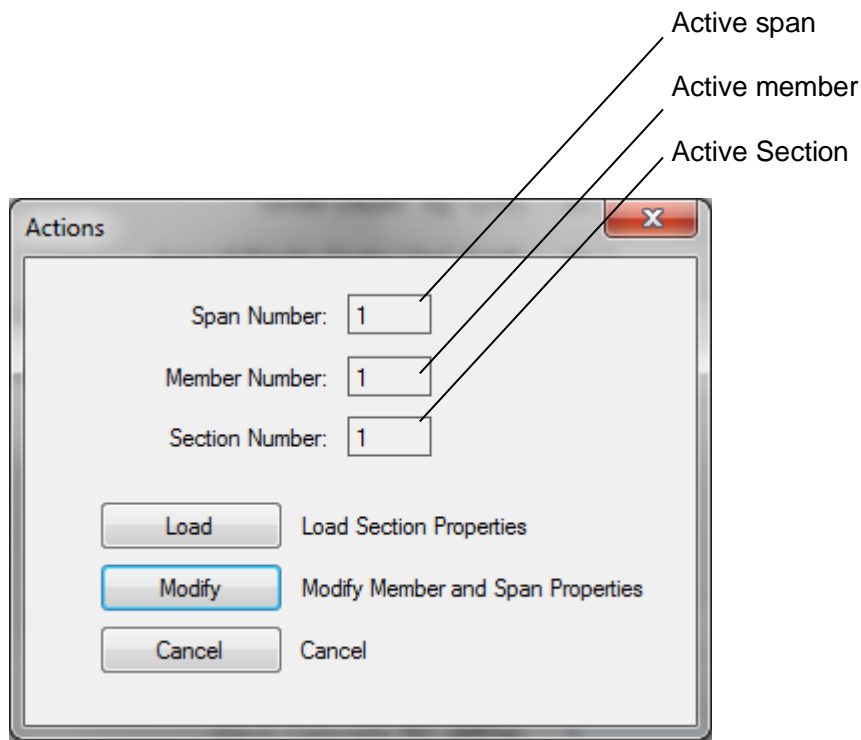 Active span
Active member
Active Section
Actions
Span Number: 1
Member Number: 1
Section Number: 1
Load Load Section Properties
Modify Modify Member and Span Properties
Cancel Cancel